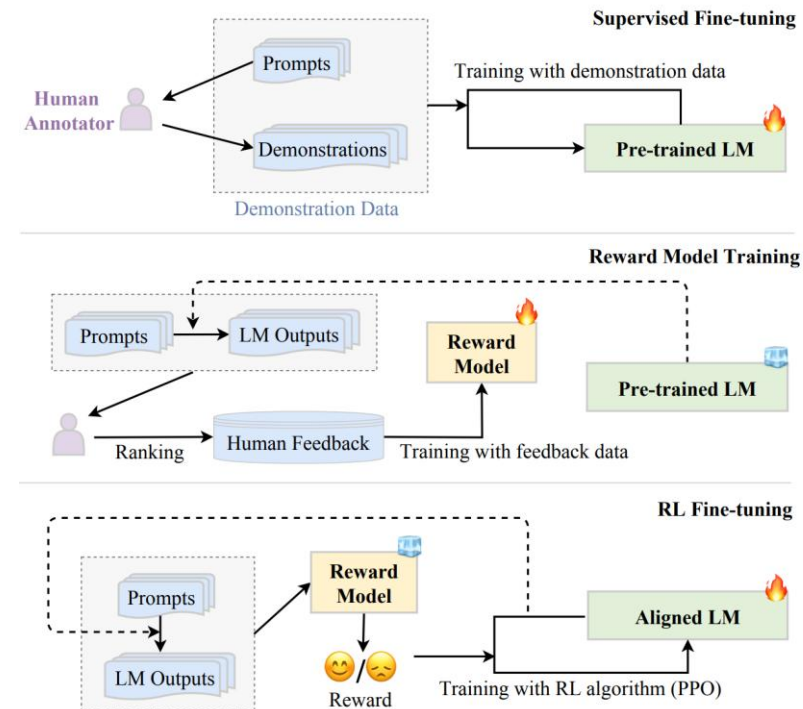 Supervised Fine-tuning
Prompts
Training with demonstration data
Human
Annotator
Demonstrations
Pre-trained LM
Demonstration Data
Reward Model Training
Prompts
LM Outputs
Reward
Model
Pre-trained LM
Ranking
Human Feedback
Training with feedback data
RL Fine-tuning
Prompts
Reward
Model
Aligned LM
LM Outputs
/
Training with RL algorithm (PPO)
Reward